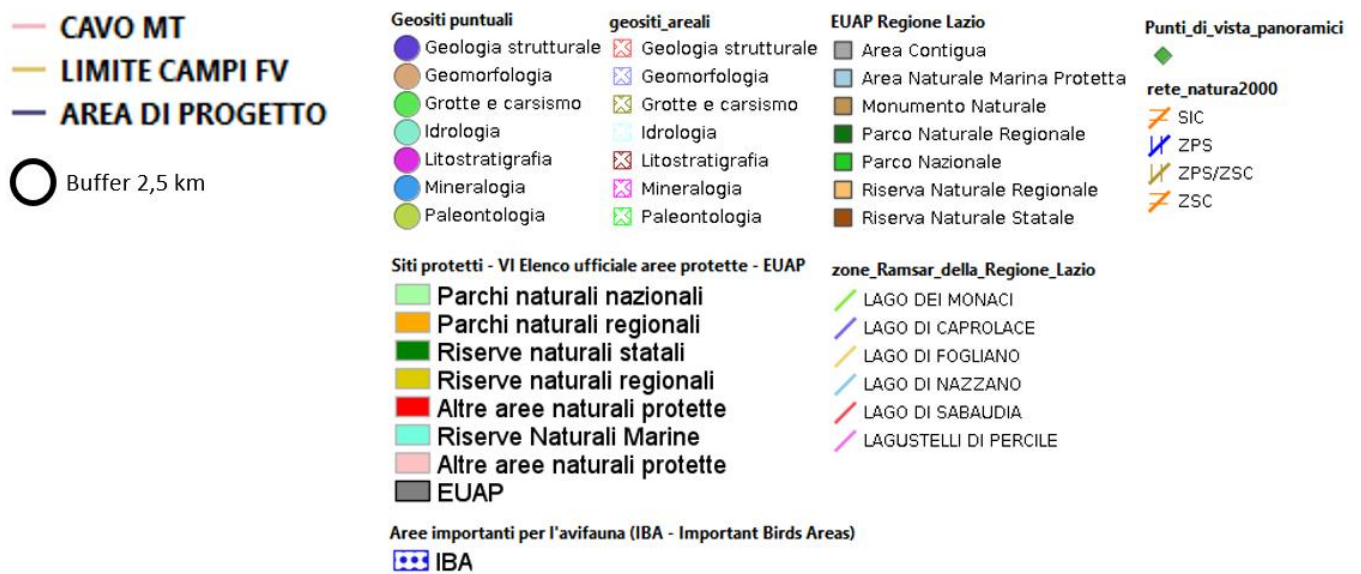 CAVO MT
LIMITE CAMPI FV
AREA DI PROGETTO
Buffer 2,5 km
Geositi puntuali
Geologia strutturale
Geomorfologia
Grotte e carsismo
Idrologia
Litostratigrafia
Mineralogia
Paleontologia
geositi_areali
Geologia strutturale
Geomorfologia
Grotte e carsismo
Idrologia
Litostratigrafia
Mineralogia
Paleontologia
EUAP Regione Lazio
Area Contigua
Area Naturale Marina Protetta
Monumento Naturale
Parco Naturale Regionale
Parco Nazionale
Riserva Naturale Regionale
Riserva Naturale Statale
Punti_di_vista_panoramici
rete_natura2000
SIC
ZPS
ZPS/ZSC
ZSC
Siti protetti - VI Elenco ufficiale aree protette - EUAP
Parchi naturali nazionali
Parchi naturali regionali
Riserve naturali statali
Riserve naturali regionali
Altre aree naturali protette
Riserve Naturali Marine
Altre aree naturali protette
EUAP
zone_Ramsar_della_Regione_Lazio
LAGO DEI MONACI
LAGO DI CAPROLACE
LAGO DI FOGLIANO
LAGO DI NAZZANO
LAGO DI SABAUDIA
LAGUSTELLI DI PERCILE
Aree importanti per l'avifauna (IBA - Important Birds Areas)
IBA